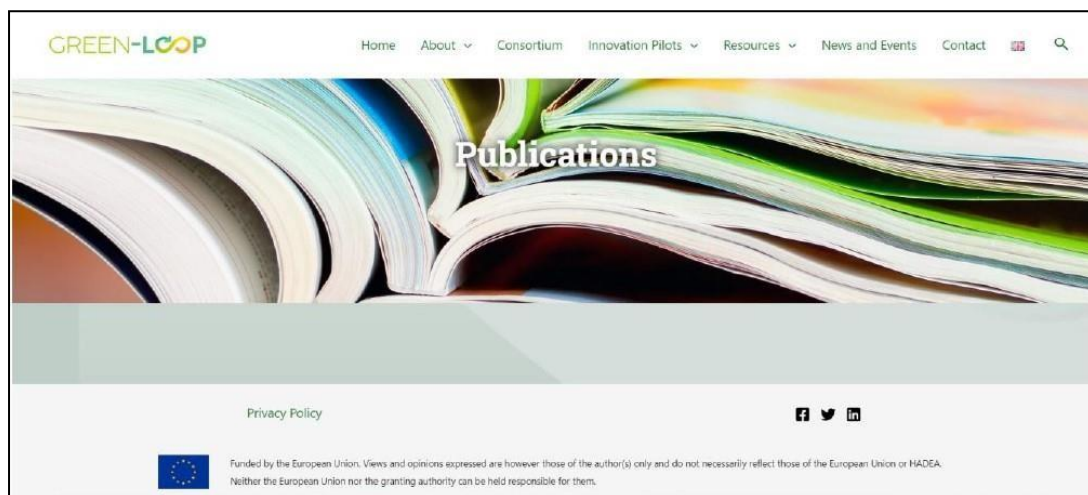 GREEN-LOOP
Home About Consortium Innovation Pilots Resources News and Events Contact
Publications
Privacy Policy
Funded by the European Union. Views and opinions expressed are however those of the author(s) only and do not necessarily reflect those of the European Union or HADEA.
Neither the European Union nor the granting authority can be held responsible for them.